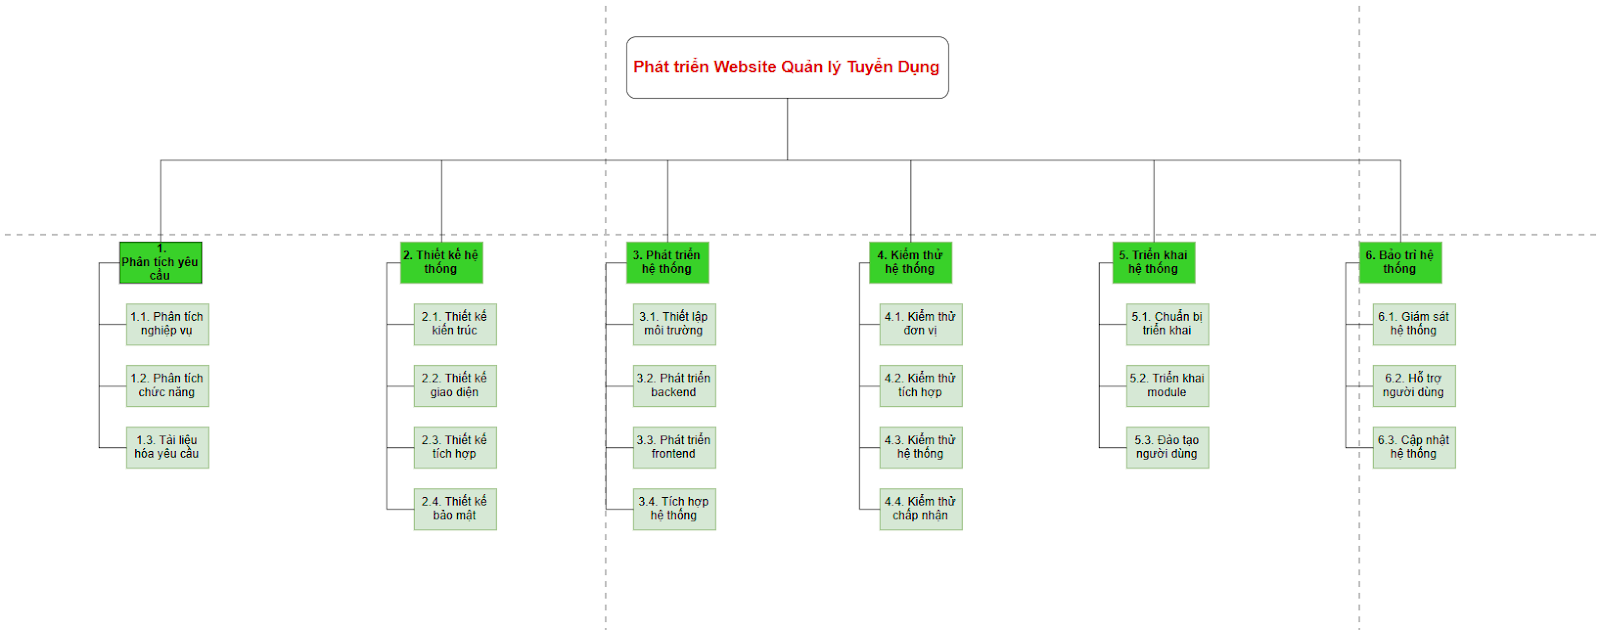 Phát triển Website Quản lý Tuyển Dụng
1.
Phân tích yêu
cầu
1.1. Phân tích
nghiệp vụ
1.2. Phân tích
chức năng
1.3. Tài liệu
hóa yêu cầu
2. Thiết kế hệ
thống
2.1. Thiết kế
kiến trúc
2.2. Thiết kế
giao diện
2.3. Thiết kế
tích hợp
2.4. Thiết kế
bảo mật
3. Phát triển
hệ thống
3.1. Thiết lập
môi trường
3.2. Phát triển
backend
3.3. Phát triển
frontend
3.4. Tích hợp
hệ thống
4. Kiểm thử
hệ thống
4.1. Kiểm thử
đơn vị
4.2. Kiểm thử
tích hợp
4.3. Kiểm thử
hệ thống
4.4. Kiểm thử
chấp nhận
5. Triển khai
hệ thống
5.1. Chuẩn bị
triển khai
5.2. Triển khai
module
5.3. Đào tạo
người dùng
6. Bảo trì hệ
thống
6.1. Giám sát
hệ thống
6.2. Hỗ trợ
người dùng
6.3. Cập nhật
hệ thống